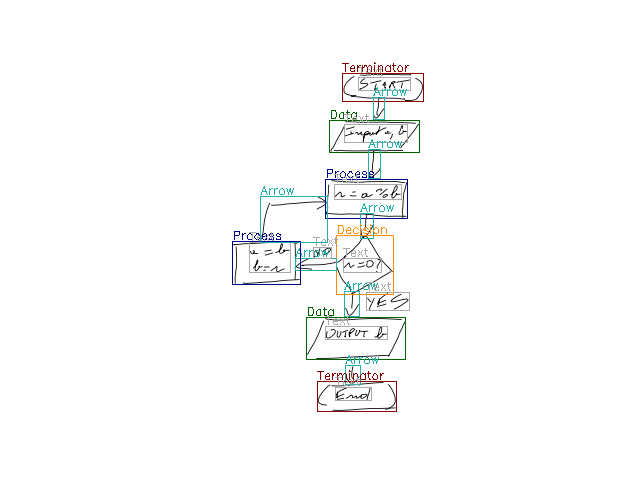 Terminator
START
Arrow
Data
Text
Input a, b
Arrow
Process
r = a % b
Arrow
Arrow
Decision
Process
Text
NO
a = b
b = r
Arrow
Text
r = 0?
Arrow
Text
YES
Data
Text
OUTPUT b
Arrow
Terminator
End